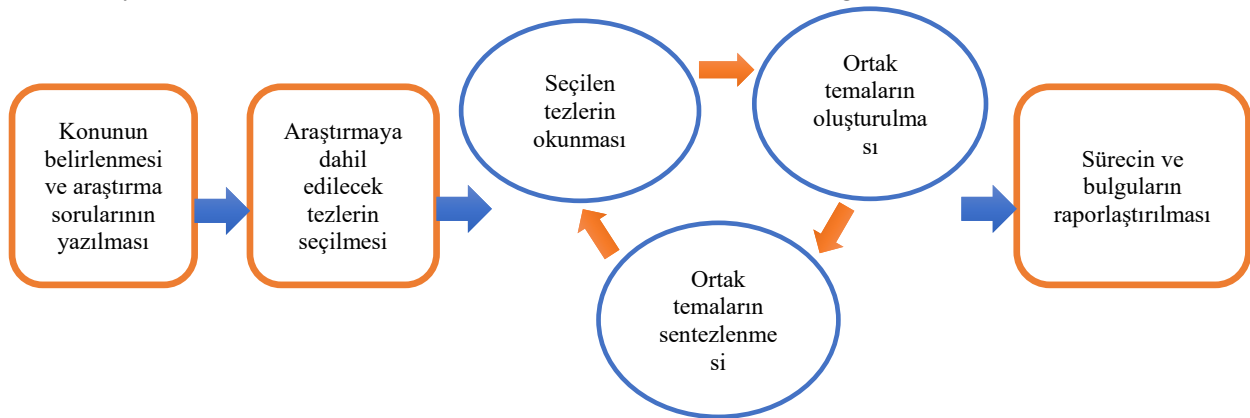 Konunun
belirlenmesi
ve araştırma
sorularının
yazılması
Araştırmaya
dahil
edilecek
tezlerin
seçilmesi
Seçilen
tezlerin
okunması
Ortak
temaların
oluşturulma
sı
Ortak
temaların
sentezlenme
si
Sürecin ve
bulguların
raporlaştırılması